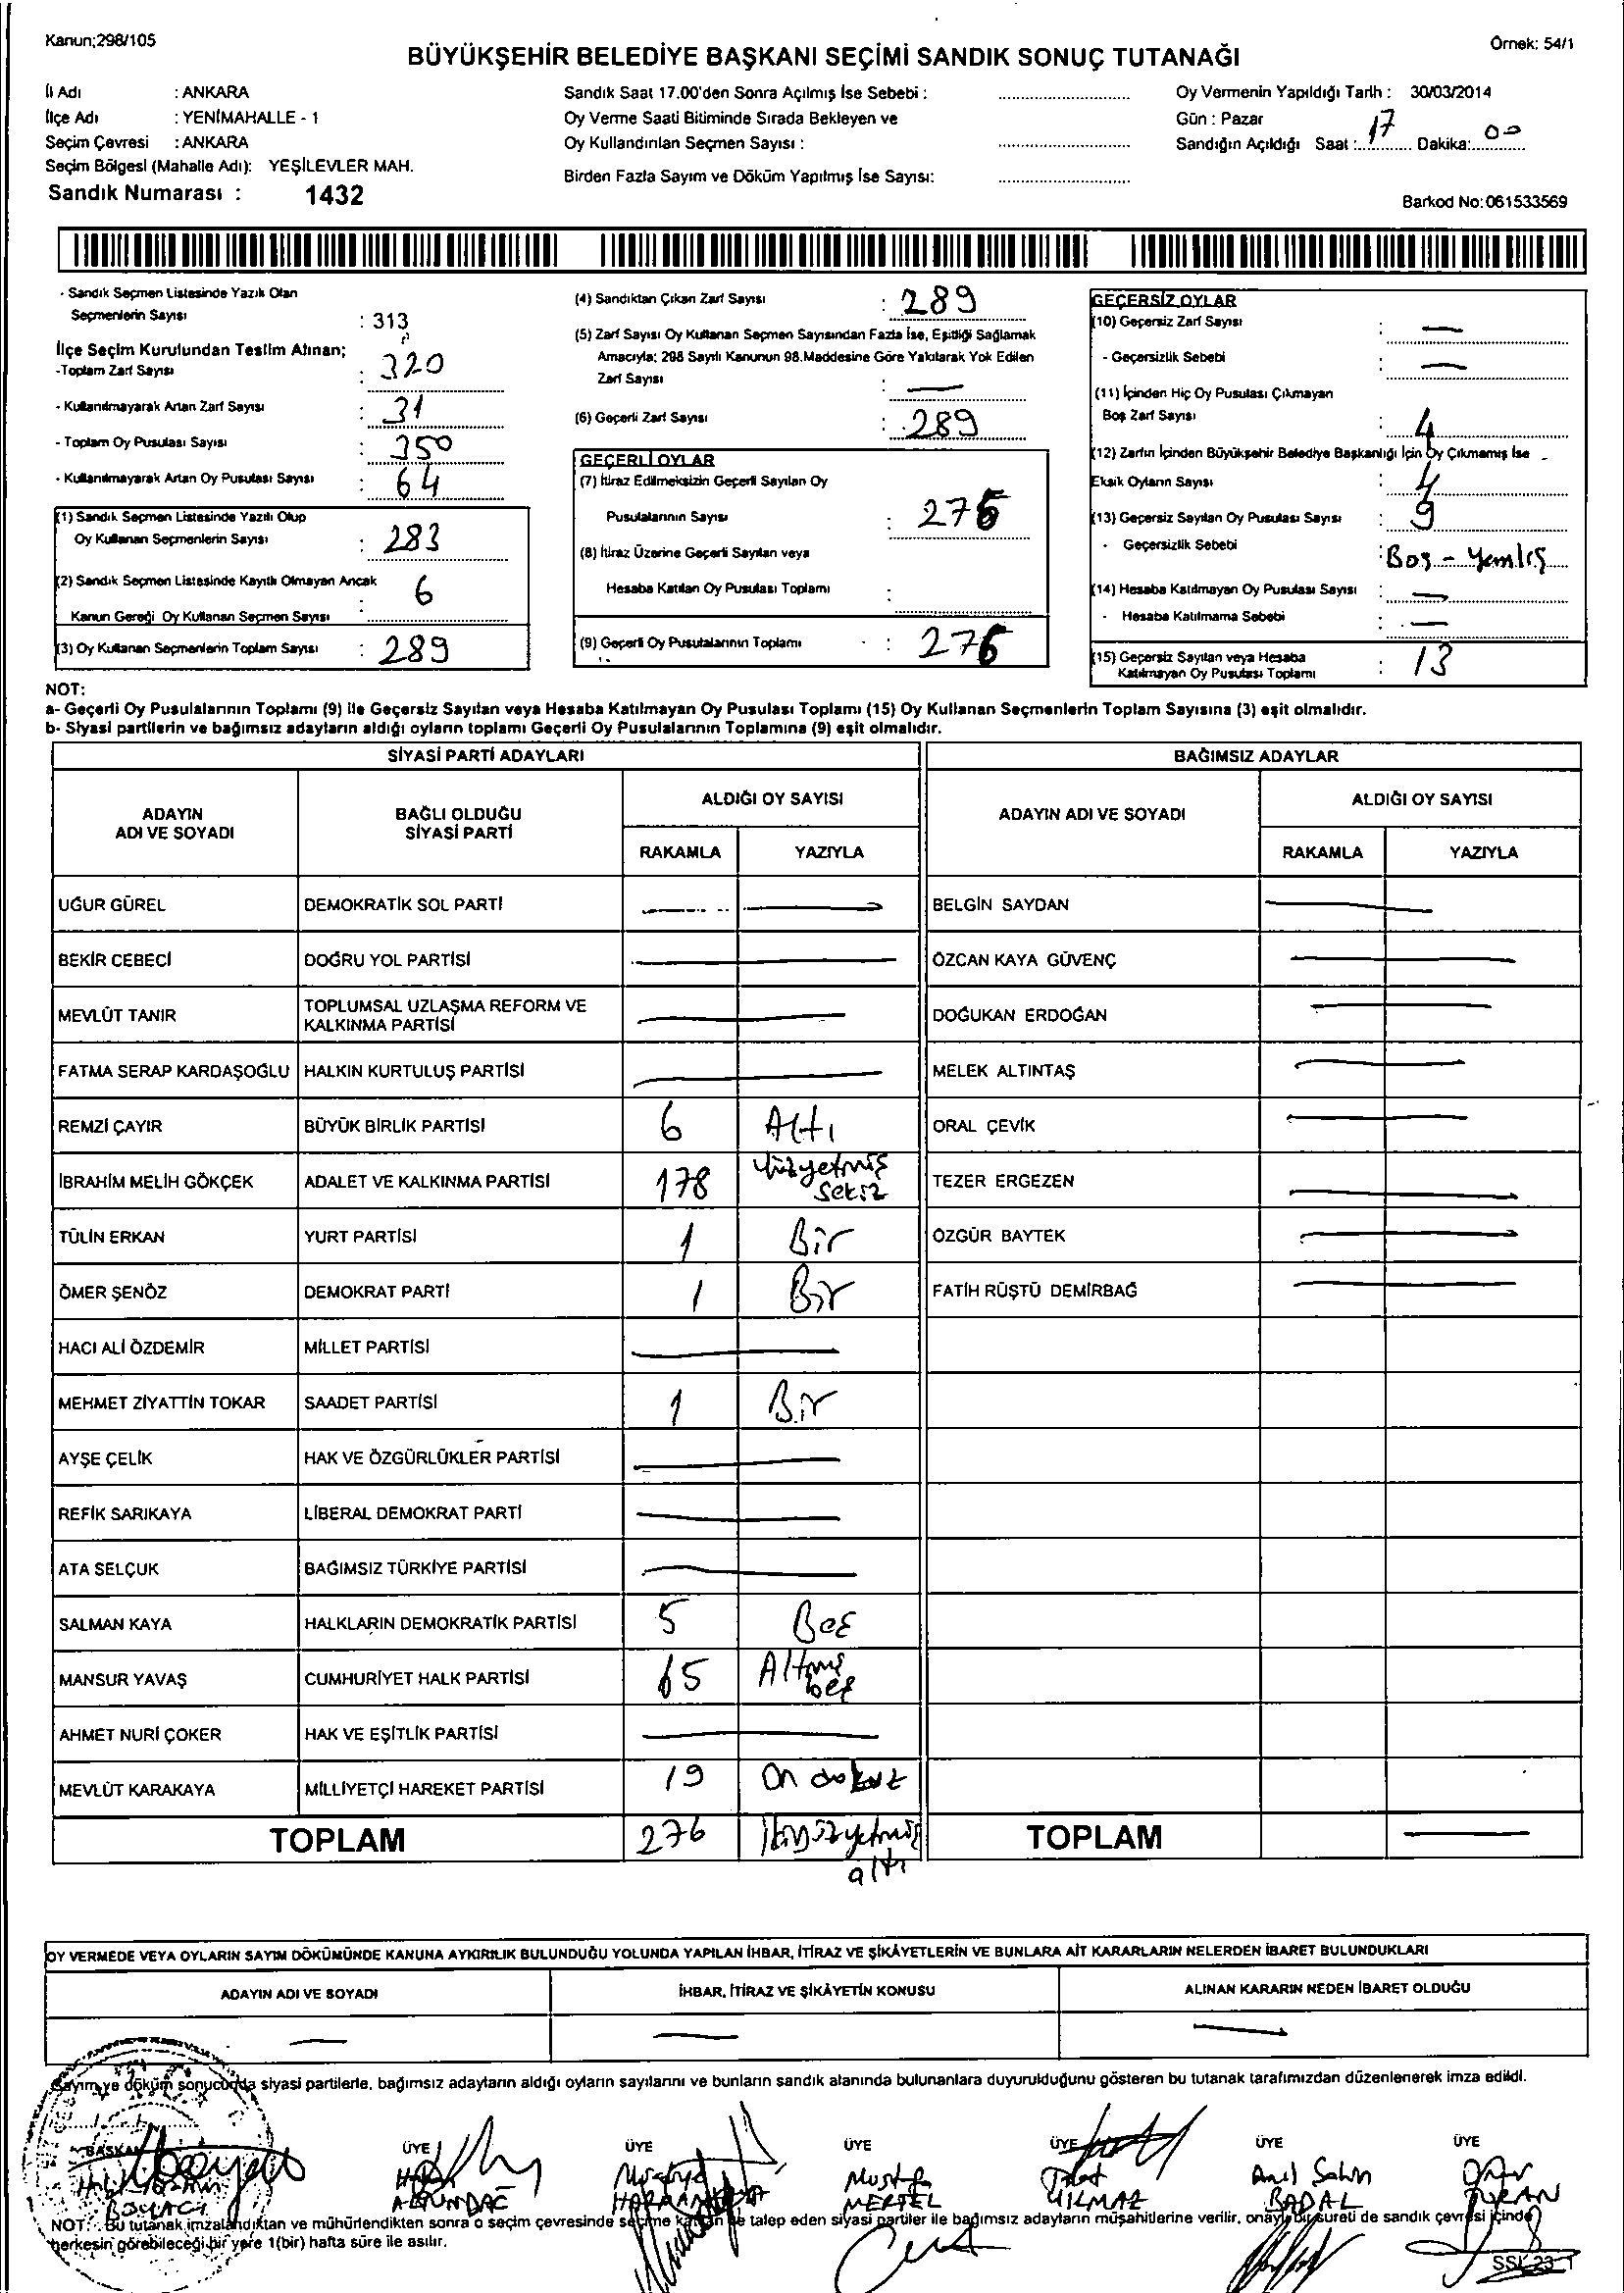 Kanun;298/105
Örnek: 54/1
BÜYÜKŞEHİR BELEDİYE BAŞKANI SEÇİMİ SANDIK SONUÇ TUTANAĞI
İli Adı : ANKARA
İlçe Adı : YENİMAHALLE - 1
Seçim Çevresi : ANKARA
Seçim Bölgesi (Mahalle Adı): YEŞİLEVLER MAH.
Sandık Numarası : 1432
Sandık Saat 17.00'den Sonra Açılmış İse Sebebi :
Oy Verme Saati Bitiminde Sırada Bekleyen ve
Oy Kullandırılan Seçmen Sayısı :
Birden Fazla Sayım ve Döküm Yapılmış İse Sayısı:
Oy Vermenin Yapıldığı Tarih : 30/03/2014
Gün : Pazar
Sandığın Açıldığı Saat : 17 Dakika: 00
Barkod No: 061533569
- Sandık Seçmen Listesinde Yazılı Olan
Seçmenlerin Sayısı : 313
İlçe Seçim Kurulundan Teslim Alınan;
-Toplam Zarf Sayısı : 320
- Kullanılmayarak Artan Zarf Sayısı : 31
- Toplam Oy Pusulası Sayısı : 350
- Kullanılmayarak Artan Oy Pusulası Sayısı : 64
(1) Sandık Seçmen Listesinde Yazılı Olup
Oy Kullanan Seçmenlerin Sayısı : 283
(2) Sandık Seçmen Listesinde Kayıtlı Olmayan Ancak
Kanun Gereği Oy Kullanan Seçmen Sayısı : 6
(3) Oy Kullanan Seçmenlerin Toplam Sayısı : 289
(4) Sandıktan Çıkan Zarf Sayısı : 289
(5) Zarf Sayısı Oy Kullanan Seçmen Sayısından Fazla İse, Eşitliği Sağlamak
Amacıyla; 298 Sayılı Kanunun 98.Maddesine Göre Yakılarak Yok Edilen
Zarf Sayısı : —
(6) Geçerli Zarf Sayısı : 289
GEÇERLİ OYLAR
(7) İtiraz Edilmeksizin Geçerli Sayılan Oy
Pusulalarının Sayısı : 276
(8) İtiraz Üzerine Geçerli Sayılan veya
Hesaba Katılan Oy Pusulası Toplamı :
(9) Geçerli Oy Pusulalarının Toplamı : 276
GEÇERSİZ OYLAR
(10) Geçersiz Zarf Sayısı : —
- Geçersizlik Sebebi : —
(11) İçinden Hiç Oy Pusulası Çıkmayan
Boş Zarf Sayısı : 4
(12) Zarfın İçinden Büyükşehir Belediye Başkanlığı İçin Oy Çıkmamış İse
Eksik Oyların Sayısı : 4
(13) Geçersiz Sayılan Oy Pusulası Sayısı : 9
- Geçersizlik Sebebi : Boş - Yemlış
(14) Hesaba Katılmayan Oy Pusulası Sayısı : —
- Hesaba Katılmama Sebebi : —
(15) Geçersiz Sayılan veya Hesaba
Katılmayan Oy Pusulası Toplamı : 13
NOT:
a- Geçerli Oy Pusulalarının Toplamı (9) ile Geçersiz Sayılan veya Hesaba Katılmayan Oy Pusulası Toplamı (15) Oy Kullanan Seçmenlerin Toplam Sayısına (3) eşit olmalıdır.
b- Siyasi partilerin ve bağımsız adayların aldığı oyların toplamı Geçerli Oy Pusulalarının Toplamına (9) eşit olmalıdır.
SİYASİ PARTİ ADAYLARI BAĞIMSIZ ADAYLAR
ADAYIN ADI VE SOYADI BAĞLI OLDUĞU SİYASİ PARTİ ALDIĞI OY SAYISI ADAYIN ADI VE SOYADI ALDIĞI OY SAYISI
RAKAMLA YAZIYLA RAKAMLA YAZIYLA
UĞUR GÜREL DEMOKRATİK SOL PARTİ — — BELGİN SAYDAN —
BEKİR CEBECİ DOĞRU YOL PARTİSİ — ÖZCAN KAYA GÜVENÇ —
MEVLÜT TANIR TOPLUMSAL UZLAŞMA REFORM VE KALKINMA PARTİSİ — DOĞUKAN ERDOĞAN —
FATMA SERAP KARDAŞOĞLU HALKIN KURTULUŞ PARTİSİ — MELEK ALTINTAŞ —
REMZİ ÇAYIR BÜYÜK BİRLİK PARTİSİ 6 Altı ORAL ÇEVİK —
İBRAHİM MELİH GÖKÇEK ADALET VE KALKINMA PARTİSİ 178 Yüzyetmiş sekiz TEZER ERGEZEN —
TÜLİN ERKAN YURT PARTİSİ 1 Bir ÖZGÜR BAYTEK —
ÖMER ŞENÖZ DEMOKRAT PARTİ 1 Bir FATİH RÜŞTÜ DEMİRBAĞ —
HACI ALİ ÖZDEMİR MİLLET PARTİSİ —
MEHMET ZİYATTİN TOKAR SAADET PARTİSİ 1 Bir
AYŞE ÇELİK HAK VE ÖZGÜRLÜKLER PARTİSİ —
REFİK SARIKAYA LİBERAL DEMOKRAT PARTİ —
ATA SELÇUK BAĞIMSIZ TÜRKİYE PARTİSİ —
SALMAN KAYA HALKLARIN DEMOKRATİK PARTİSİ 5 Beş
MANSUR YAVAŞ CUMHURİYET HALK PARTİSİ 65 Altmış beş
AHMET NURİ ÇOKER HAK VE EŞİTLİK PARTİSİ —
MEVLÜT KARAKAYA MİLLİYETÇİ HAREKET PARTİSİ 19 On dokuz
TOPLAM 276 İkiyüzyetmiş altı TOPLAM —
OY VERMEDE VEYA OYLARIN SAYIM DÖKÜMÜNDE KANUNA AYKIRILIK BULUNDUĞU YOLUNDA YAPILAN İHBAR, İTİRAZ VE ŞİKÂYETLERİN VE BUNLARA AİT KARARLARIN NELERDEN İBARET BULUNDUKLARI
ADAYIN ADI VE SOYADI İHBAR, İTİRAZ VE ŞİKÂYETİN KONUSU ALINAN KARARIN NEDEN İBARET OLDUĞU
— — —
Sayım ve döküm sonucunda siyasi partilerle, bağımsız adayların aldığı oyların sayılarını ve bunların sandık alanında bulunanlara duyurulduğunu gösteren bu tutanak tarafımızdan düzenlenerek imza edildi.
BAŞKAN ÜYE ÜYE ÜYE ÜYE ÜYE ÜYE
Mustafa Anıl Şahin
BOYACI MERTEL YILMAZ BADAL
NOT: Bu tutanak imzalandıktan ve mühürlendikten sonra o seçim çevresinde seçime katılan ve talep eden siyasi partiler ile bağımsız adayların müşahitlerine verilir, onaylı bir sureti de sandık çevresi içinde
herkesin görebileceği bir yere 1(bir) hafta süre ile asılır.